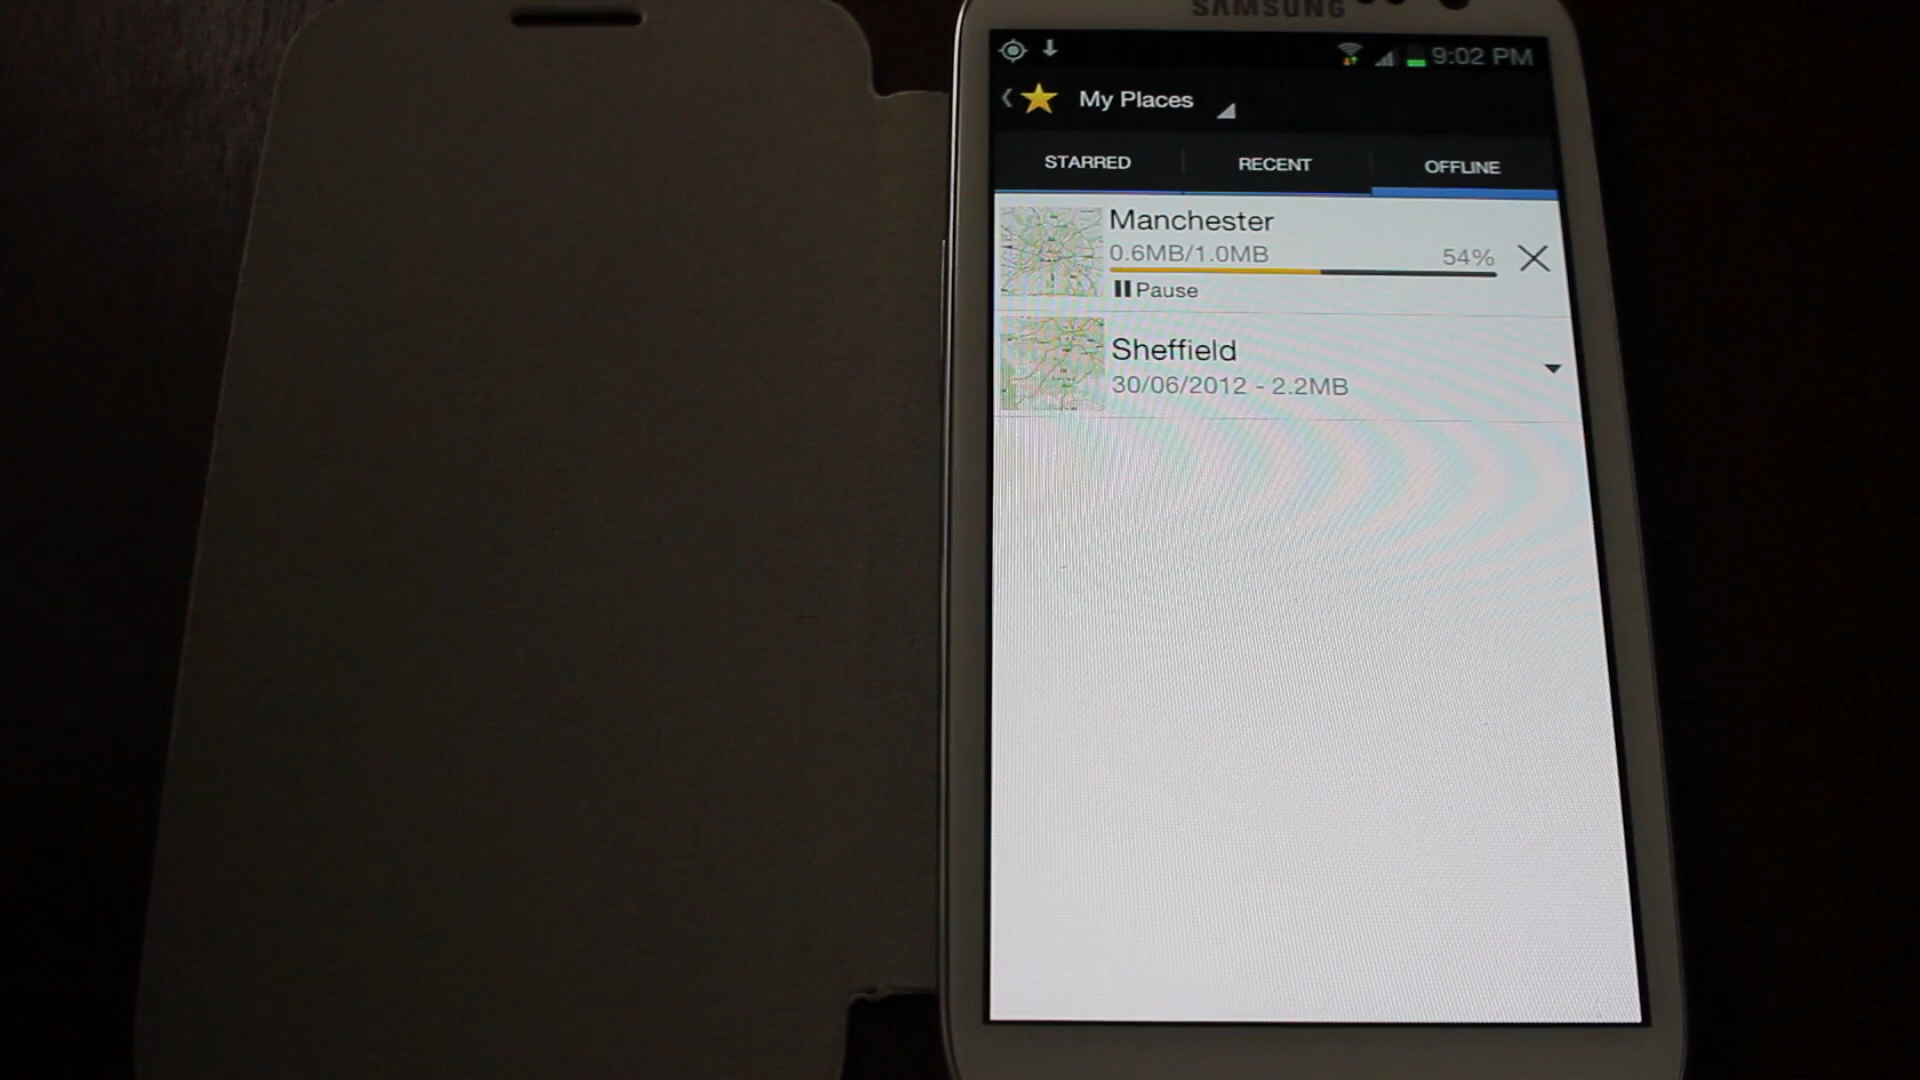 SAMSUNG
9:02 PM
My Places
STARRED RECENT OFFLINE
Manchester
0.6MB/1.0MB 54%
Pause
Sheffield
30/06/2012 - 2.2MB